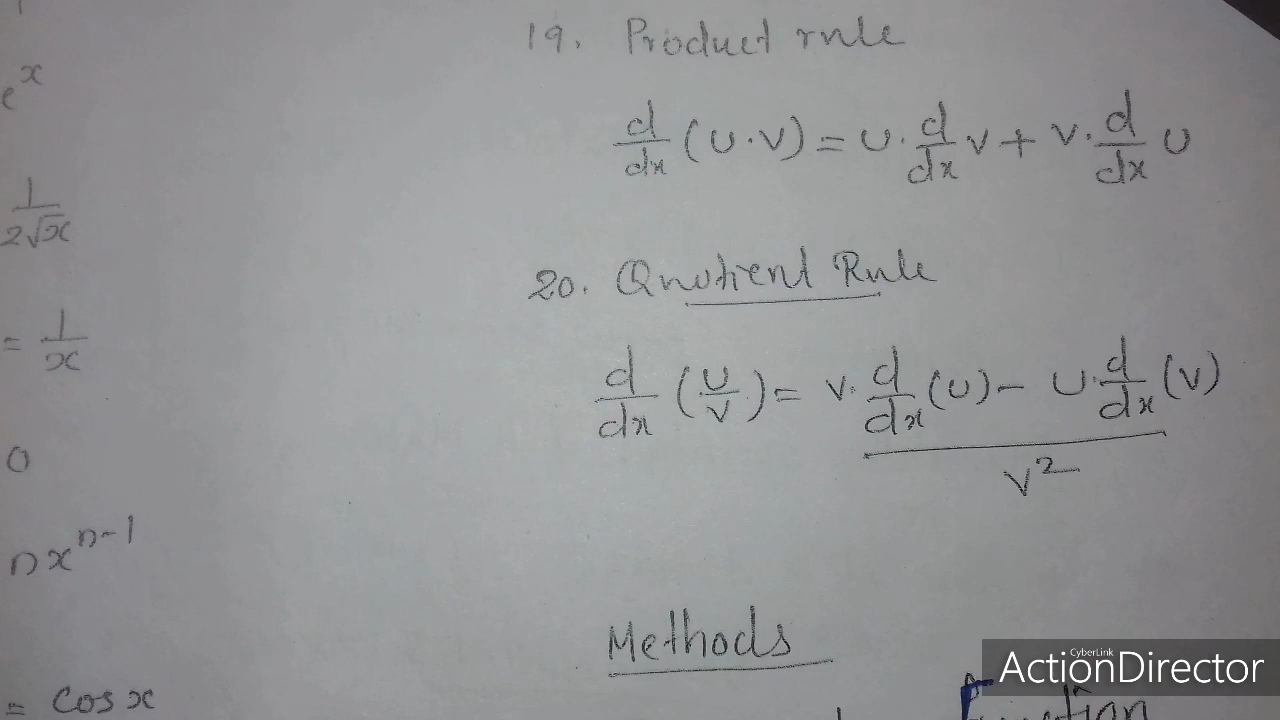 e^x
1/(2√x)
= 1/x
0
nx^(n-1)
= cos x
19. Product rule
d/dx (U·V) = U·d/dx V + V·d/dx U
20. Quotient Rule
d/dx (U/V) = V·d/dx (U) - U·d/dx (V)
V²
Methods
CyberLink
ActionDirector